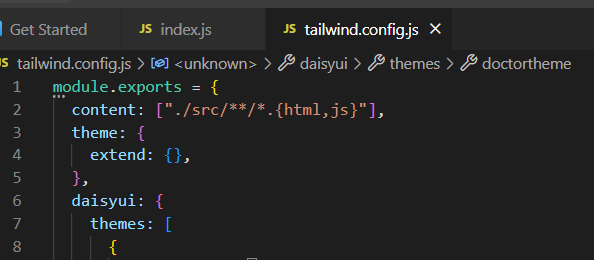 Get Started JS index.js JS tailwind.config.js ×
JS tailwind.config.js > <unknown> > daisyui > themes > doctortheme
1 module.exports = {
2 content: ["./src/**/*.{html,js}"],
3 theme: {
4 extend: {},
5 },
6 daisyui: {
7 themes: [
8 {